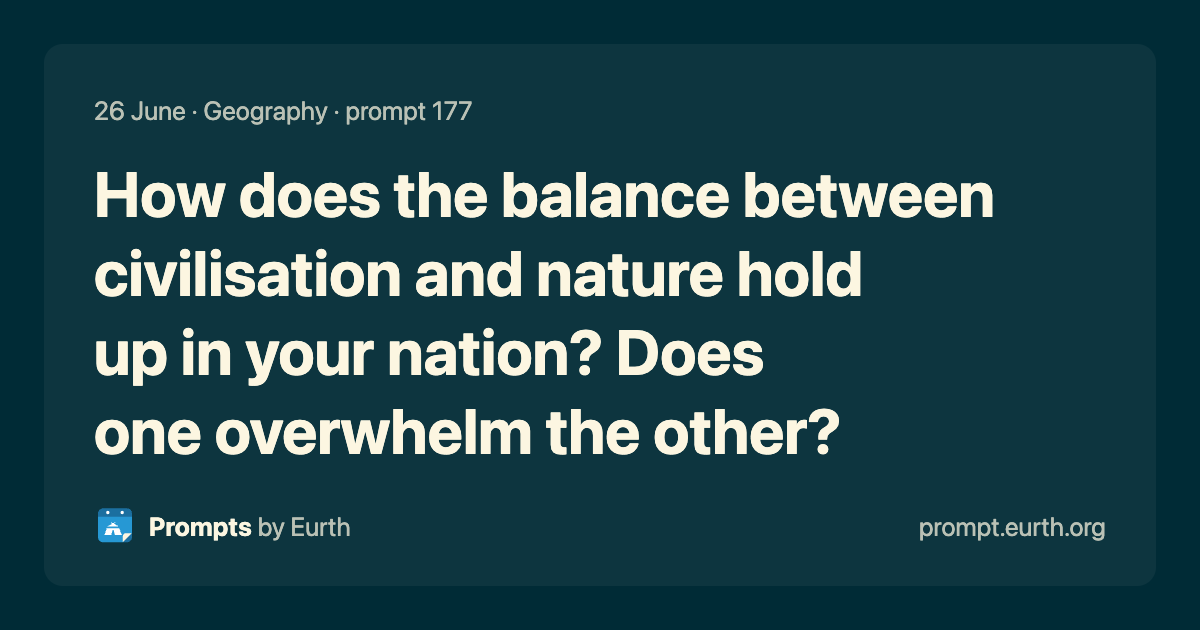 26 June · Geography · prompt 177
How does the balance between
civilisation and nature hold
up in your nation? Does
one overwhelm the other?
Prompts by Eurth
prompt.eurth.org